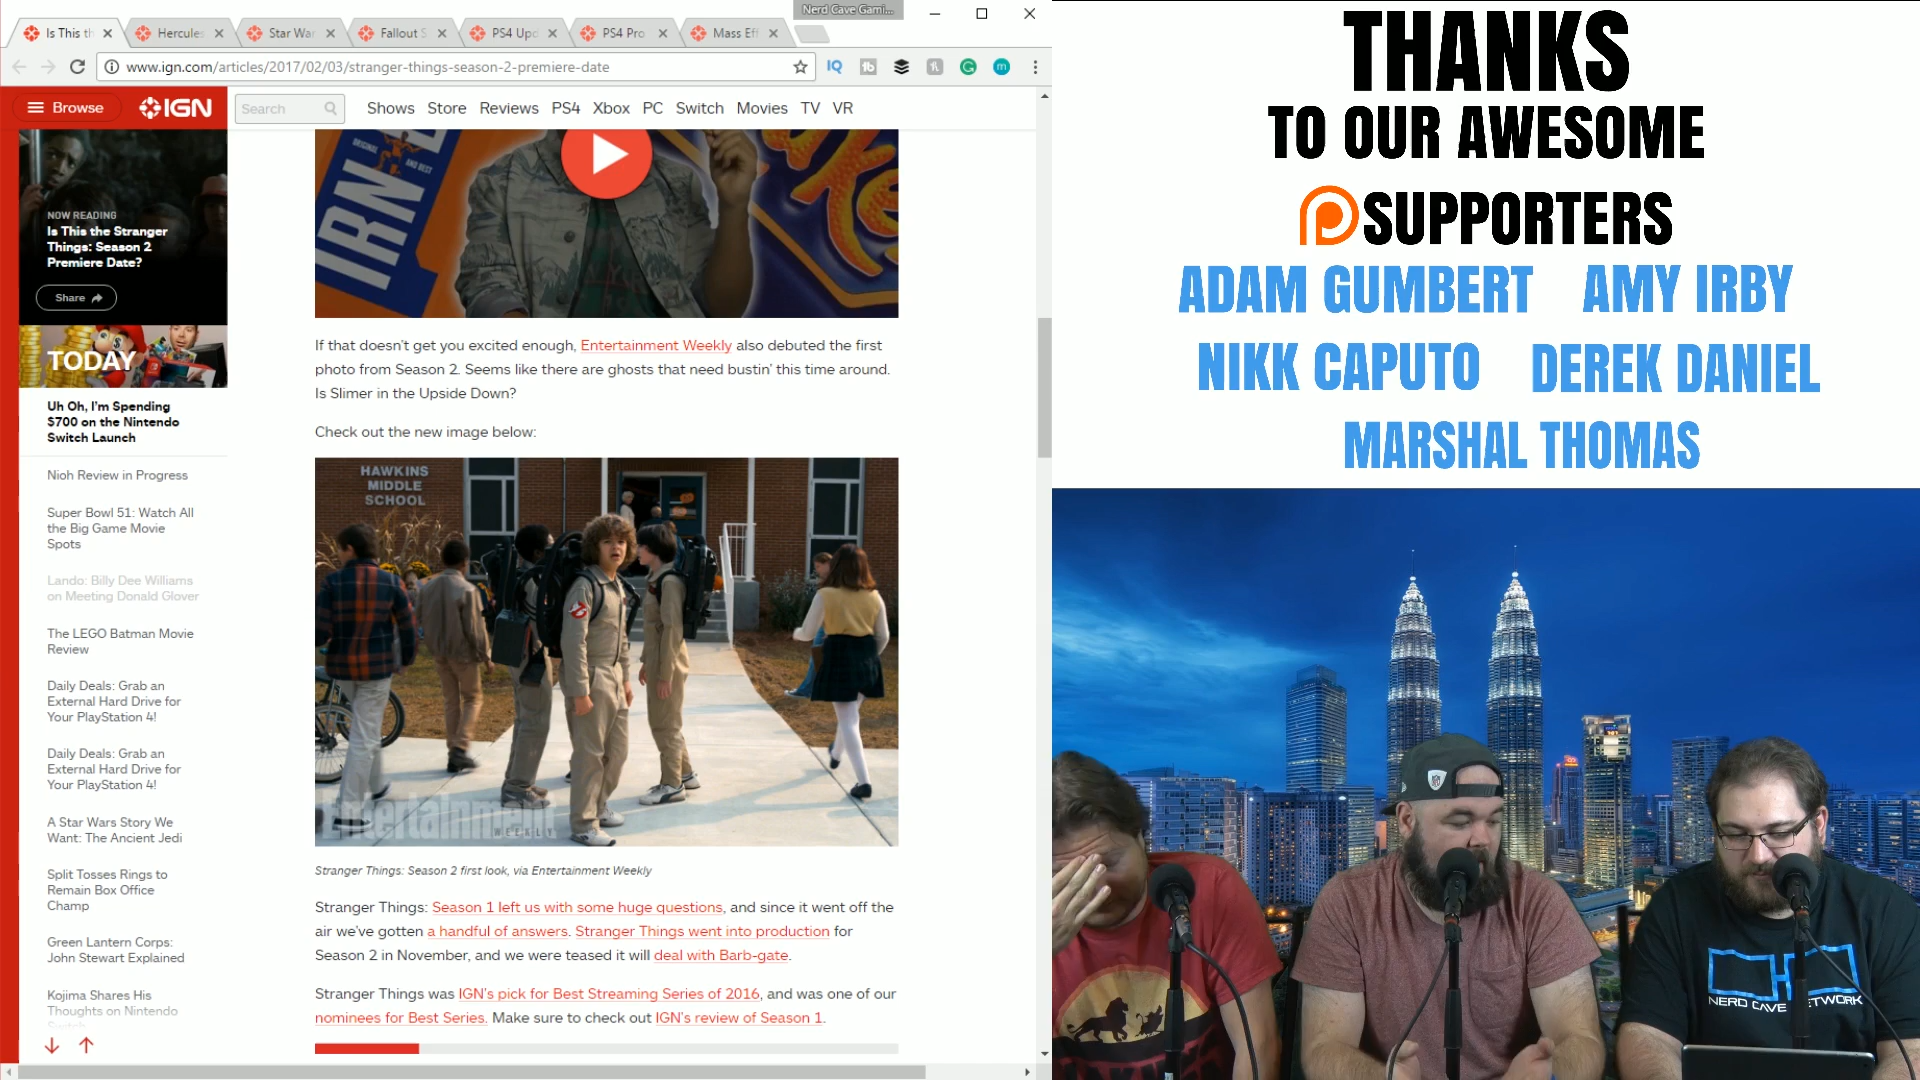 Nerd Cave Gami...
Is This th
Hercules
Star War
Fallout S
PS4 Upd
PS4 Pro
Mass Eff
www.ign.com/articles/2017/02/03/stranger-things-season-2-premiere-date
Browse
IGN
Search
Shows Store Reviews PS4 Xbox PC Switch Movies TV VR
NOW READING
Is This the Stranger
Things: Season 2
Premiere Date?
Share
TODAY
Uh Oh, I'm Spending
$700 on the Nintendo
Switch Launch
Nioh Review in Progress
Super Bowl 51: Watch All
the Big Game Movie
Spots
Lando: Billy Dee Williams
on Meeting Donald Glover
The LEGO Batman Movie
Review
Daily Deals: Grab an
External Hard Drive for
Your PlayStation 4!
Daily Deals: Grab an
External Hard Drive for
Your PlayStation 4!
A Star Wars Story We
Want: The Ancient Jedi
Split Tosses Rings to
Remain Box Office
Champ
Green Lantern Corps:
John Stewart Explained
Kojima Shares His
Thoughts on Nintendo
Switch
ORIGINAL
AND BEST
If that doesn't get you excited enough, Entertainment Weekly also debuted the first
photo from Season 2. Seems like there are ghosts that need bustin' this time around.
Is Slimer in the Upside Down?
Check out the new image below:
HAWKINS
MIDDLE
SCHOOL
Entertainment
WEEKLY
Stranger Things: Season 2 first look, via Entertainment Weekly
Stranger Things: Season 1 left us with some huge questions, and since it went off the
air we've gotten a handful of answers. Stranger Things went into production for
Season 2 in November, and we were teased it will deal with Barb-gate.
Stranger Things was IGN's pick for Best Streaming Series of 2016, and was one of our
nominees for Best Series. Make sure to check out IGN's review of Season 1.
THANKS
TO OUR AWESOME
SUPPORTERS
ADAM GUMBERT AMY IRBY
NIKK CAPUTO DEREK DANIEL
MARSHAL THOMAS
NERD CAVE ETWORK